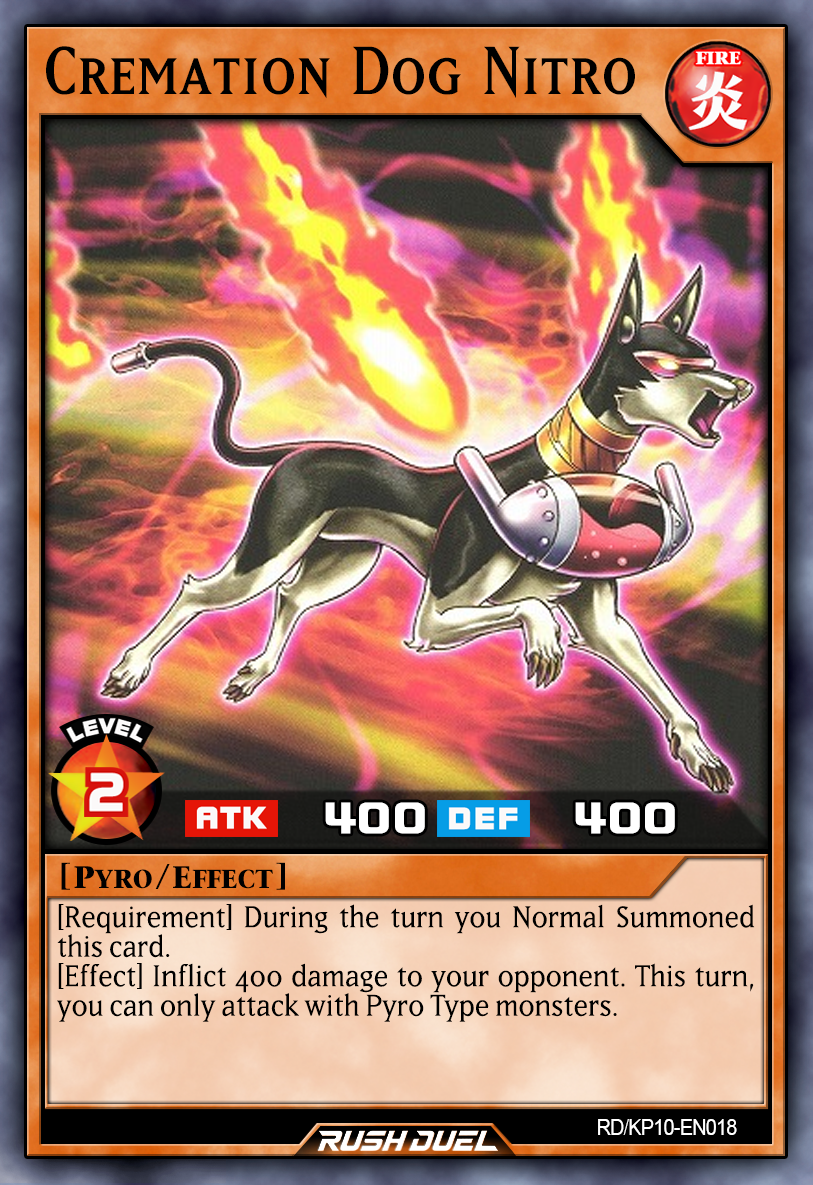 Cremation Dog Nitro
FIRE
炎
LEVEL
2
ATK 400 DEF 400
[Pyro/Effect]
[Requirement] During the turn you Normal Summoned
this card.
[Effect] Inflict 400 damage to your opponent. This turn,
you can only attack with Pyro Type monsters.
RD/KP10-EN018
RUSH DUEL